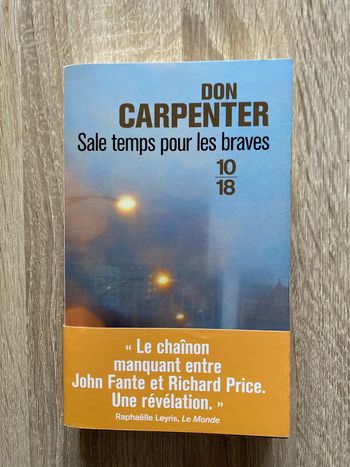 DON
CARPENTER
Sale temps pour les braves
10
18
« Le chaînon
manquant entre
John Fante et Richard Price.
Une révélation. »
Raphaëlle Leyris, Le Monde